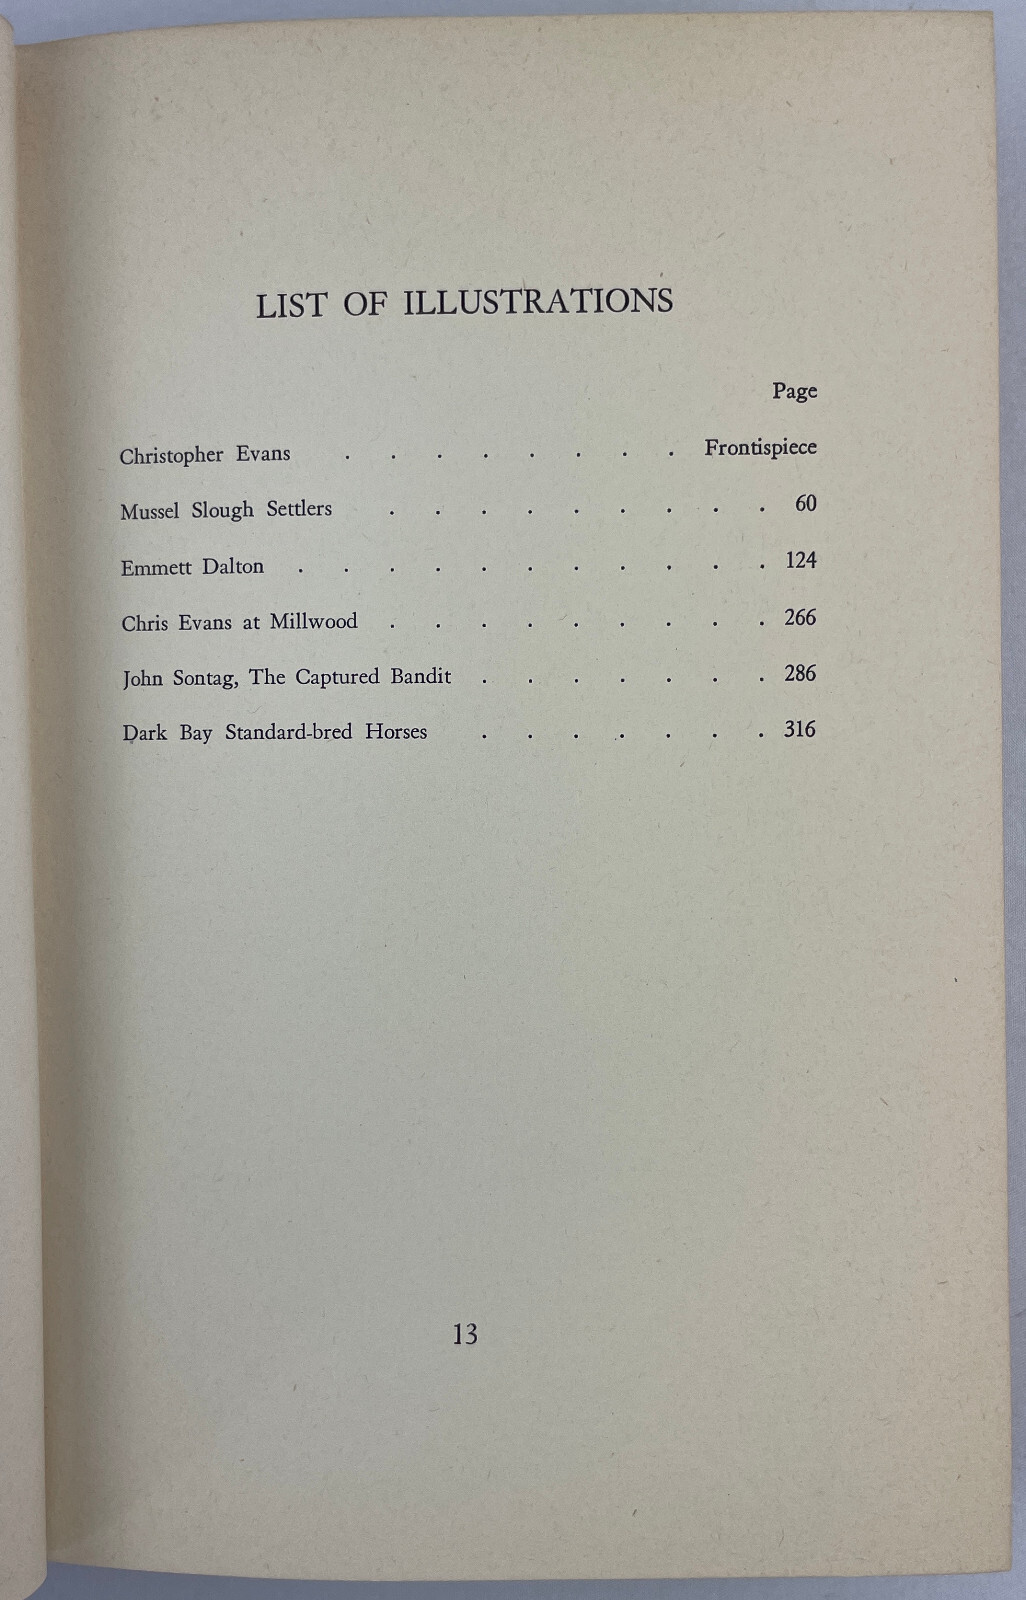 LIST OF ILLUSTRATIONS
Page
Christopher Evans . . . . . . . . Frontispiece
Mussel Slough Settlers . . . . . . . . . 60
Emmett Dalton . . . . . . . . . . . 124
Chris Evans at Millwood . . . . . . . . . 266
John Sontag, The Captured Bandit . . . . . . . 286
Dark Bay Standard-bred Horses . . . . . . . 316
13